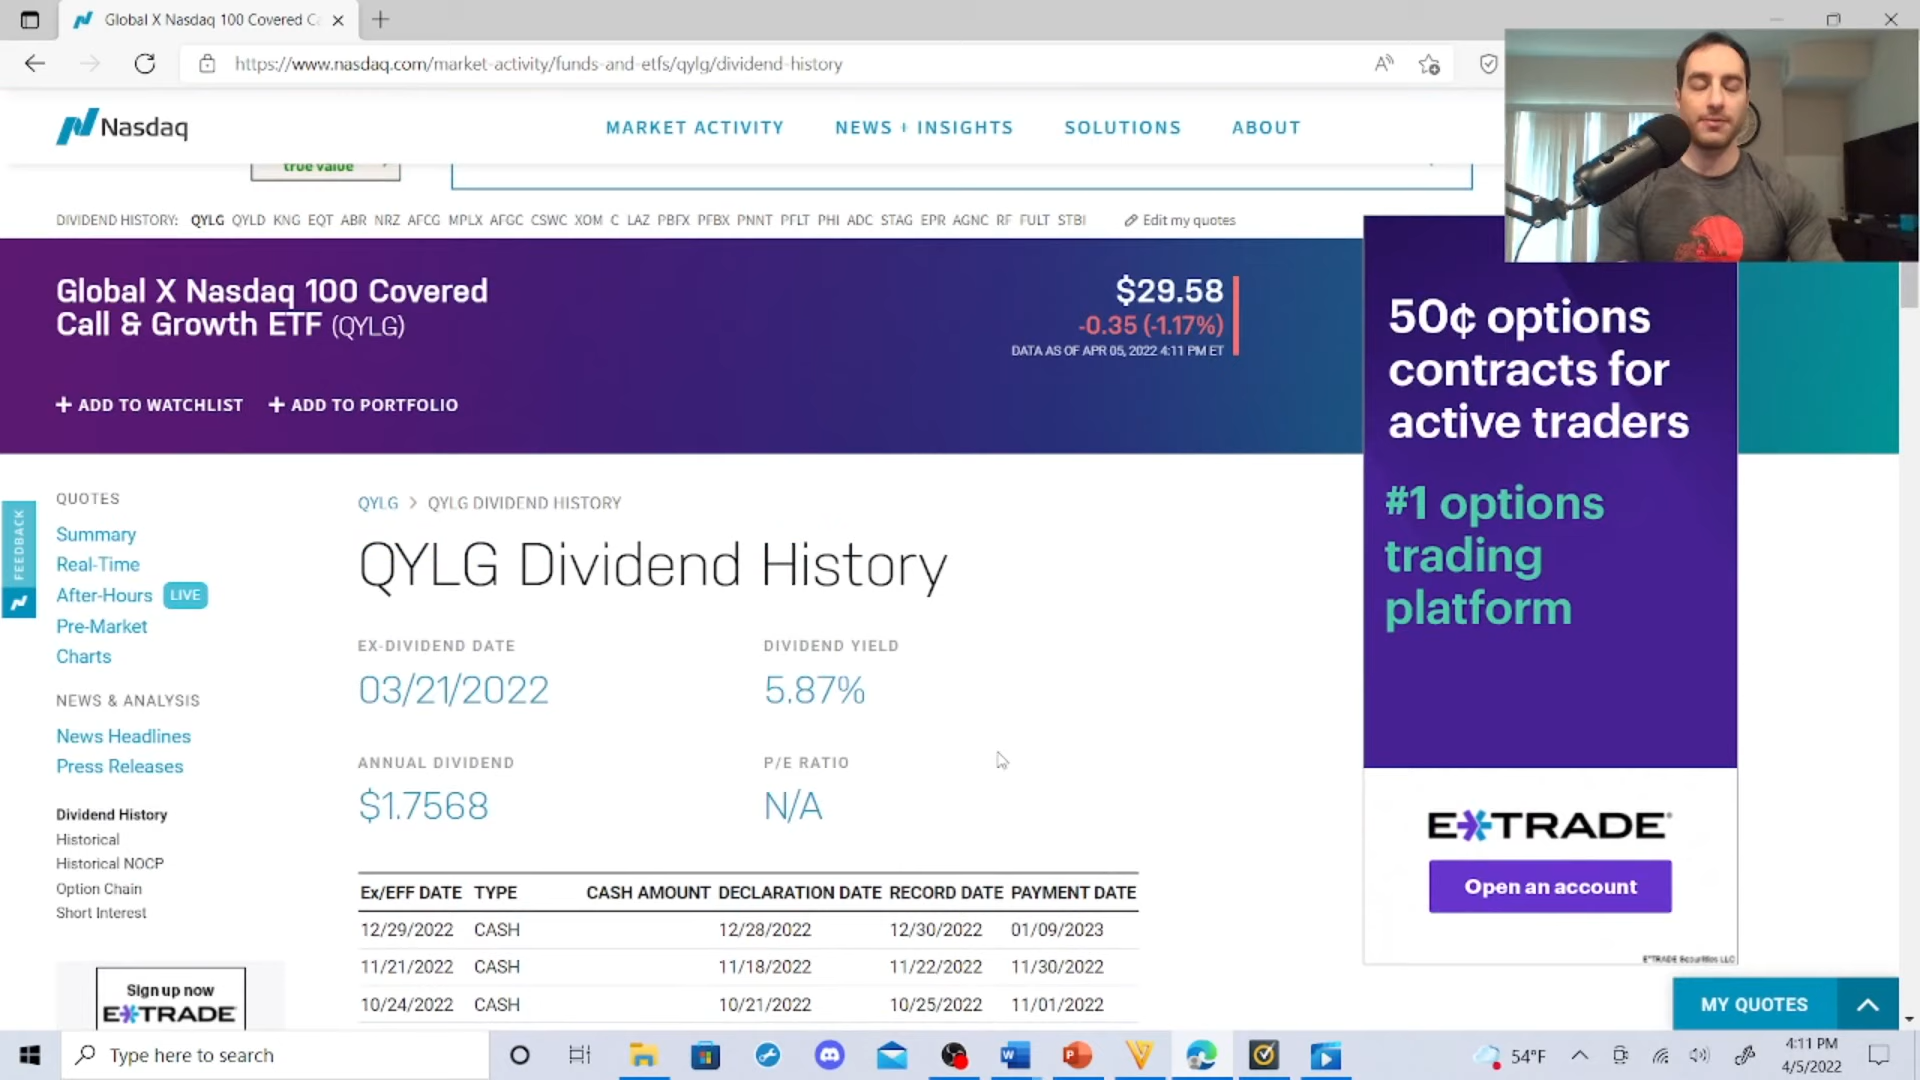 Global X Nasdaq 100 Covered C
https://www.nasdaq.com/market-activity/funds-and-etfs/qylg/dividend-history
Nasdaq
MARKET ACTIVITY
NEWS + INSIGHTS
SOLUTIONS
ABOUT
true value
DIVIDEND HISTORY: QYLG QYLD KNG EQT ABR NRZ AFCG MPLX AFGC CSWC XOM C LAZ PBFX PFBX PNNT PFLT PHI ADC STAG EPR AGNC RF FULT STBI
Edit my quotes
Global X Nasdaq 100 Covered
Call & Growth ETF (QYLG)
$29.58
-0.35 (-1.17%)
DATA AS OF APR 05, 2022 4:11 PM ET
+ ADD TO WATCHLIST
+ ADD TO PORTFOLIO
50¢ options
contracts for
active traders
#1 options
trading
platform
E*TRADE
Open an account
E*TRADE Securities LLC
FEEDBACK
QUOTES
Summary
Real-Time
After-Hours LIVE
Pre-Market
Charts
NEWS & ANALYSIS
News Headlines
Press Releases
Dividend History
Historical
Historical NOCP
Option Chain
Short Interest
Sign up now
E*TRADE
QYLG > QYLG DIVIDEND HISTORY
QYLG Dividend History
EX-DIVIDEND DATE
03/21/2022
DIVIDEND YIELD
5.87%
ANNUAL DIVIDEND
$1.7568
P/E RATIO
N/A
Ex/EFF DATE TYPE CASH AMOUNT DECLARATION DATE RECORD DATE PAYMENT DATE
12/29/2022 CASH 12/28/2022 12/30/2022 01/09/2023
11/21/2022 CASH 11/18/2022 11/22/2022 11/30/2022
10/24/2022 CASH 10/21/2022 10/25/2022 11/01/2022
MY QUOTES
Type here to search
54°F
4:11 PM
4/5/2022